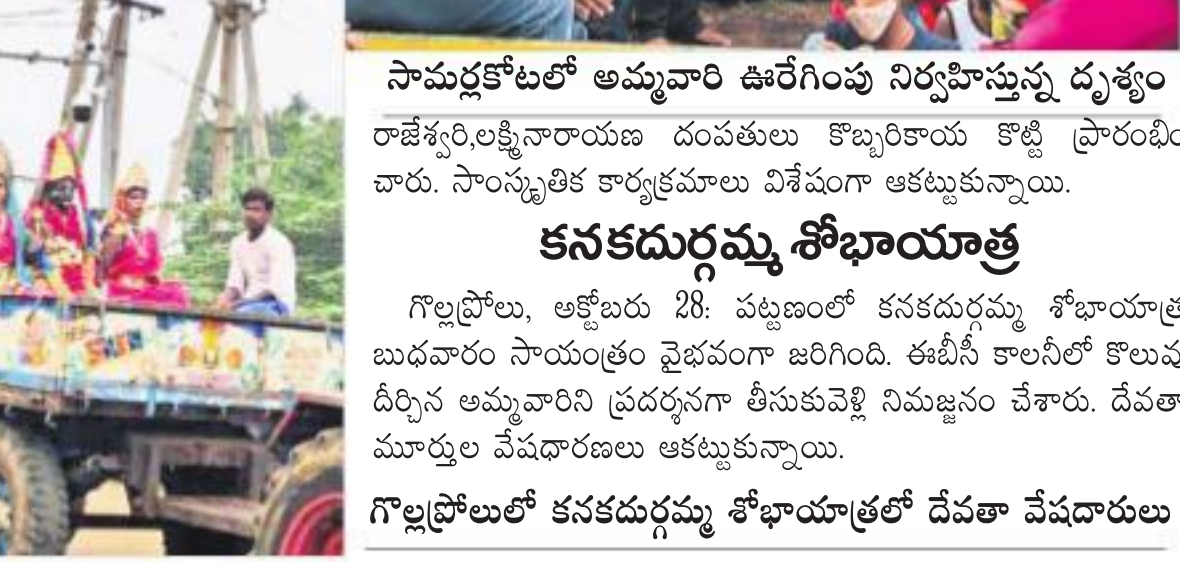 సామర్లకోటలో అమ్మవారి ఊరేగింపు నిర్వహిస్తున్న దృశ్యం
రాజేశ్వరి,లక్ష్మినారాయణ దంపతులు కొబ్బరికాయ కొట్టి ప్రారంభిం
చారు. సాంస్కృతిక కార్యక్రమాలు విశేషంగా ఆకట్టుకున్నాయి.
కనకదుర్గమ్మ శోభాయాత్ర
గొల్లప్రోలు, అక్టోబరు 28: పట్టణంలో కనకదుర్గమ్మ శోభాయాత్ర
బుధవారం సాయంత్రం వైభవంగా జరిగింది. ఈబీసీ కాలనీలో కొలువు
దీర్చిన అమ్మవారిని ప్రదర్శనగా తీసుకువెళ్లి నిమజ్జనం చేశారు. దేవతా
మూర్తుల వేషధారణలు ఆకట్టుకున్నాయి.
గొల్లప్రోలులో కనకదుర్గమ్మ శోభాయాత్రలో దేవతా వేషదారులు